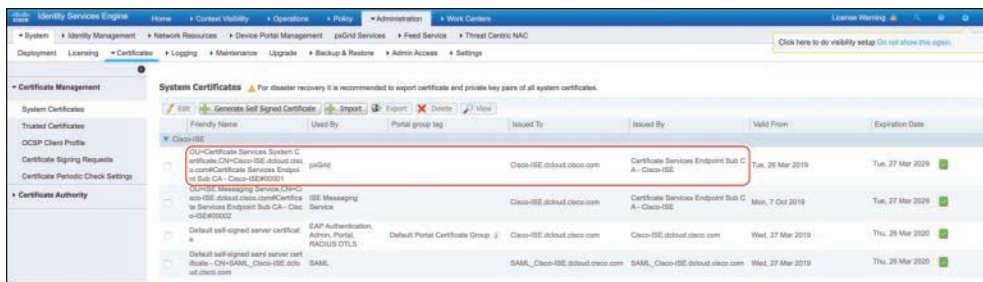 cisco Identity Services Engine Home Context Visibility Operations Policy Administration Work Centers License Warning
System Identity Management Network Resources Device Portal Management pxGrid Services Feed Service Threat Centric NAC
Click here to do visibility setup Do not show this again.
Deployment Licensing Certificates Logging Maintenance Upgrade Backup & Restore Admin Access Settings
Certificate Management
System Certificates
Trusted Certificates
OCSP Client Profile
Certificate Signing Requests
Certificate Periodic Check Settings
Certificate Authority
System Certificates For disaster recovery it is recommended to export certificate and private key pairs of all system certificates.
Edit Generate Self Signed Certificate Import Export Delete View
Friendly Name Used By Portal group tag Issued To Issued By Valid From Expiration Date
Cisco-ISE
OU=Certificate Services System C
ertificate,CN=Cisco-ISE.dcloud.cisc
o.com#Certificate Services Endpoi
nt Sub CA - Cisco-ISE#00001
pxGrid
Cisco-ISE.dcloud.cisco.com
Certificate Services Endpoint Sub C
A - Cisco-ISE
Tue, 26 Mar 2019
Tue, 27 Mar 2029
OU=ISE Messaging Service,CN=Ci
sco-ISE.dcloud.cisco.com#Certifica
te Services Endpoint Sub CA - Cisc
o-ISE#00002
ISE Messaging
Service
Cisco-ISE.dcloud.cisco.com
Certificate Services Endpoint Sub C
A - Cisco-ISE
Mon, 7 Oct 2019
Tue, 27 Mar 2029
Default self-signed server certificat
e
EAP Authentication,
Admin, Portal,
RADIUS DTLS
Default Portal Certificate Group
Cisco-ISE.dcloud.cisco.com
Cisco-ISE.dcloud.cisco.com
Wed, 27 Mar 2019
Thu, 26 Mar 2020
Default self-signed saml server cert
ificate - CN=SAML_Cisco-ISE.dclo
ud.cisco.com
SAML
SAML_Cisco-ISE.dcloud.cisco.com
SAML_Cisco-ISE.dcloud.cisco.com
Wed, 27 Mar 2019
Thu, 26 Mar 2020